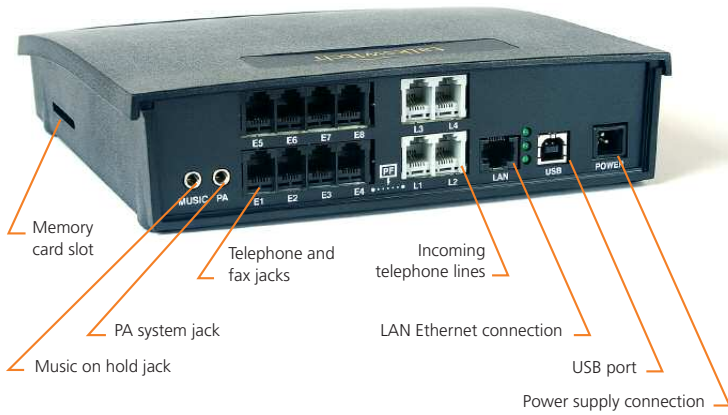 talkswitch
E5 E6 E7 E8
L3 L4
MUSIC PA
E1 E2 E3 E4
PF
L1 L2
LAN
USB
POWER
Memory
card slot
Telephone and
fax jacks
Incoming
telephone lines
PA system jack
LAN Ethernet connection
Music on hold jack
USB port
Power supply connection